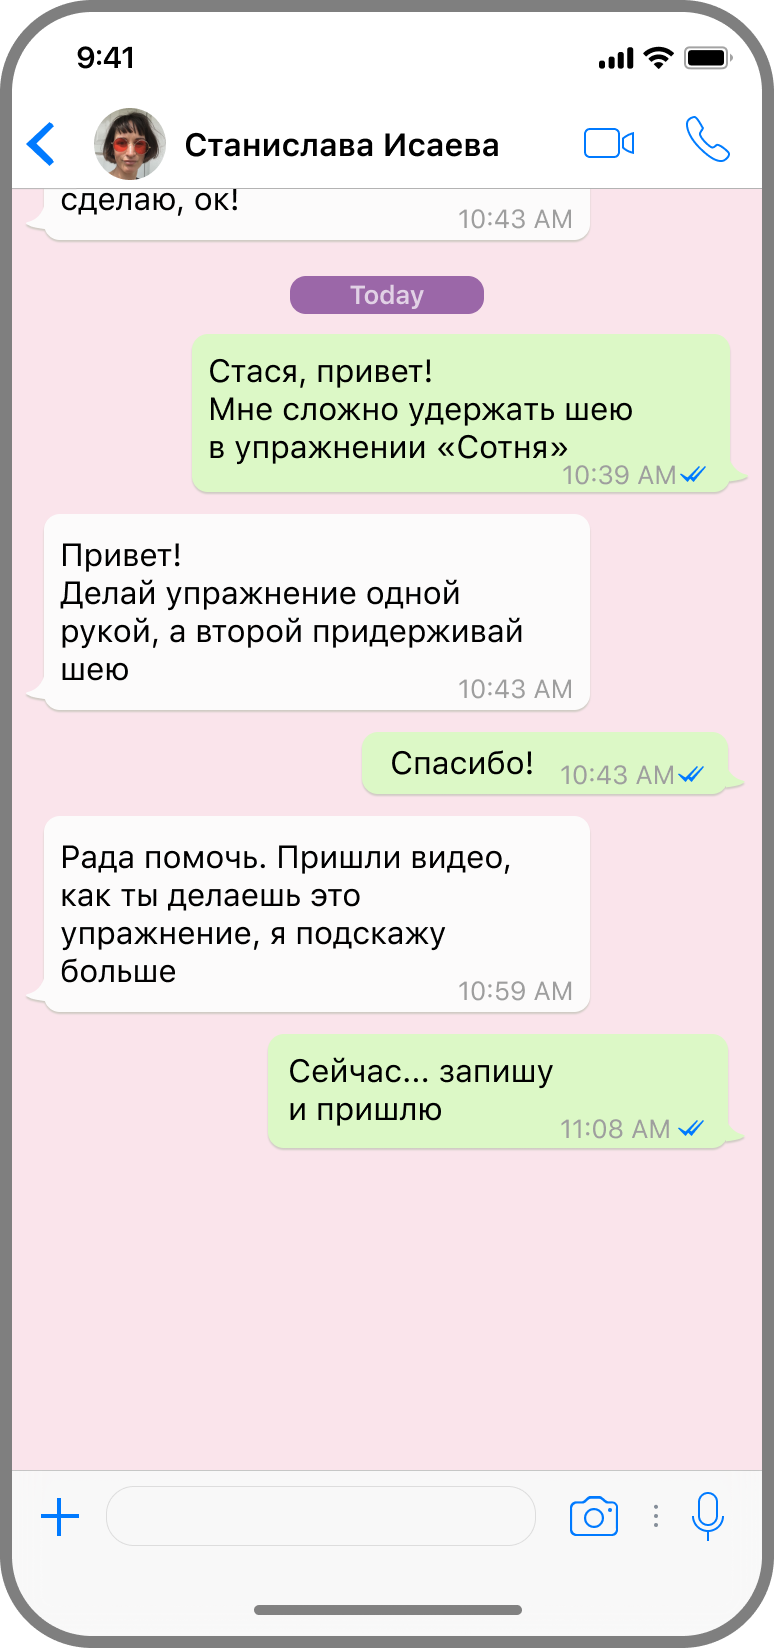 9:41
Станислава Исаева
сделаю, ок!
10:43 AM
Today
Стася, привет!
Мне сложно удержать шею
в упражнении «Сотня»
10:39 AM
Привет!
Делай упражнение одной
рукой, а второй придерживай
шею
10:43 AM
Спасибо! 10:43 AM
Рада помочь. Пришли видео,
как ты делаешь это
упражнение, я подскажу
больше
10:59 AM
Сейчас... запишу
и пришлю
11:08 AM